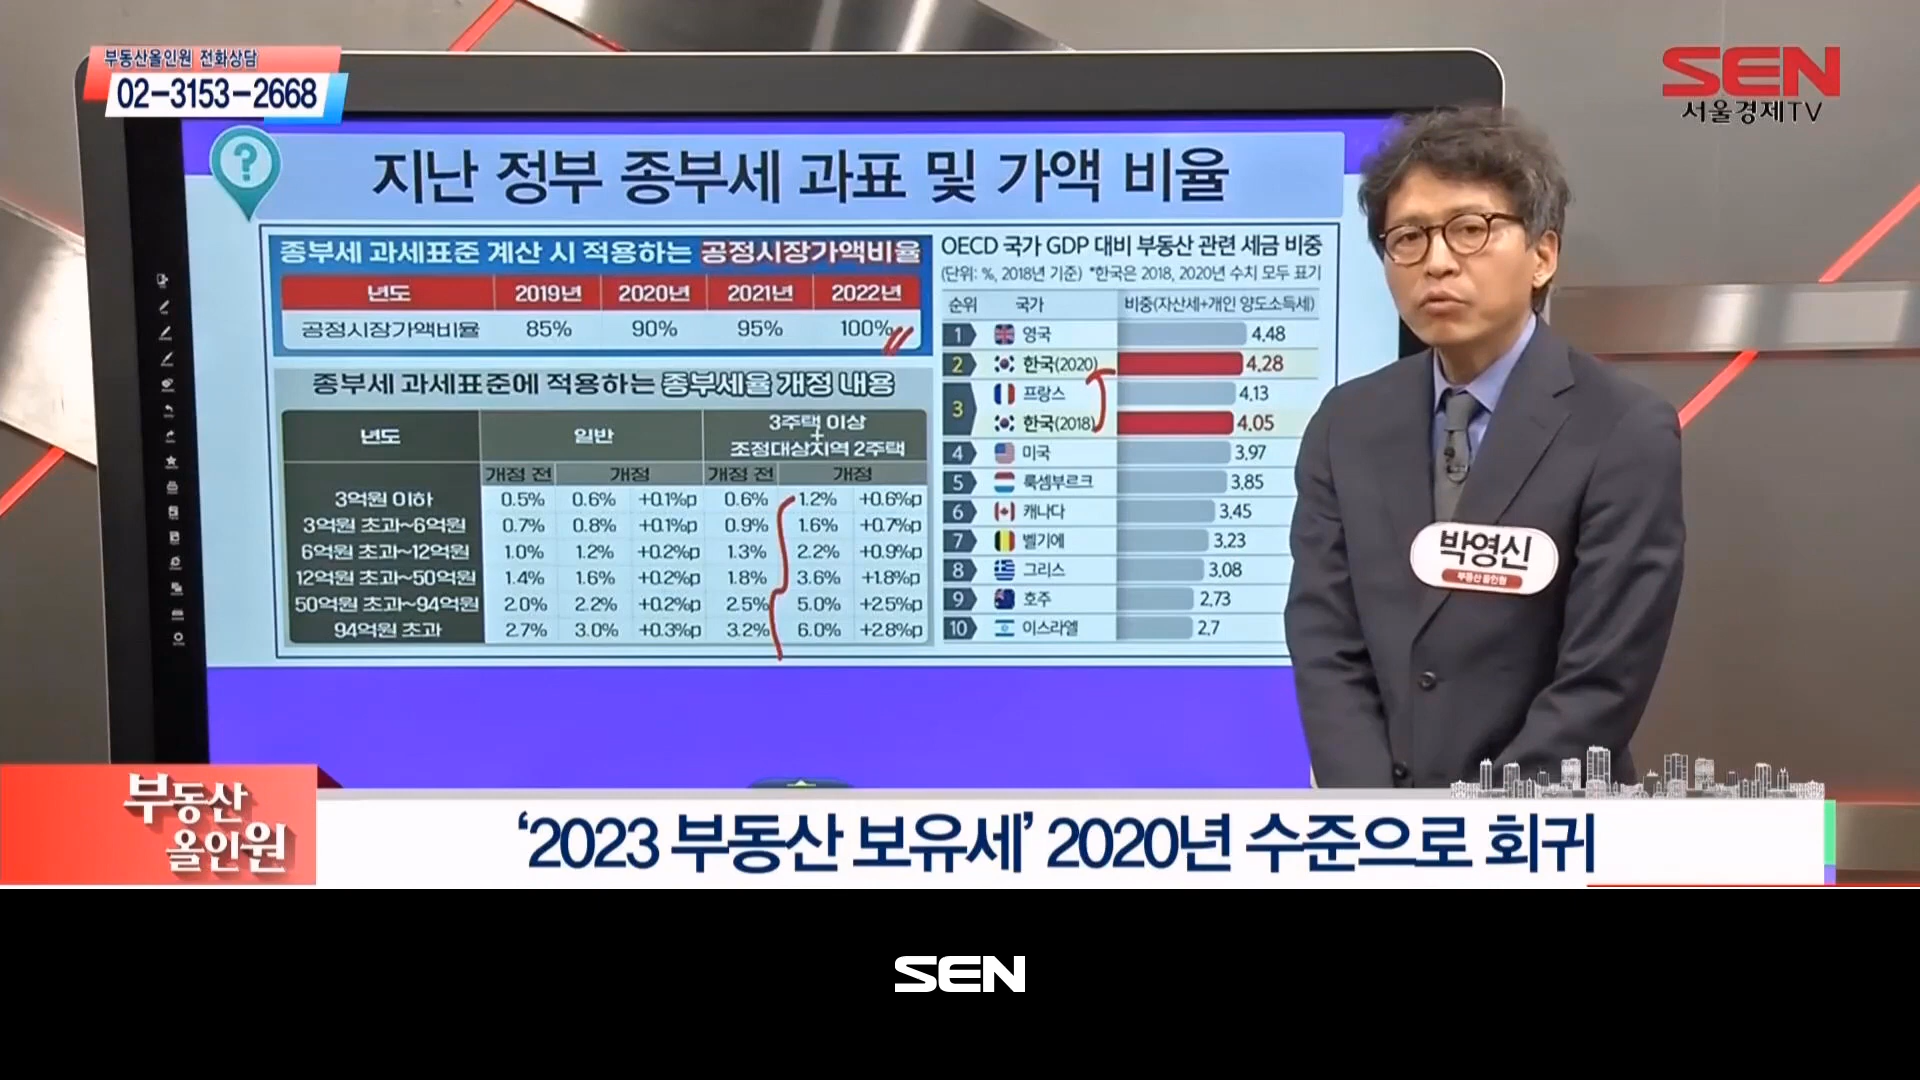 부동산올인원 전화상담
02-3153-2668
SEN
서울경제TV
?
지난 정부 종부세 과표 및 가액 비율
종부세 과세표준 계산 시 적용하는 공정시장가액비율
년도 2019년 2020년 2021년 2022년
공정시장가액비율 85% 90% 95% 100%
종부세 과세표준에 적용하는 종부세율 개정 내용
년도 일반 3주택 이상
+
조정대상지역 2주택
개정 전 개정 개정 전 개정
3억원 이하 0.5% 0.6% +0.1%p 0.6% 1.2% +0.6%p
3억원 초과~6억원 0.7% 0.8% +0.1%p 0.9% 1.6% +0.7%p
6억원 초과~12억원 1.0% 1.2% +0.2%p 1.3% 2.2% +0.9%p
12억원 초과~50억원 1.4% 1.6% +0.2%p 1.8% 3.6% +1.8%p
50억원 초과~94억원 2.0% 2.2% +0.2%p 2.5% 5.0% +2.5%p
94억원 초과 2.7% 3.0% +0.3%p 3.2% 6.0% +2.8%p
OECD 국가 GDP 대비 부동산 관련 세금 비중
(단위: %, 2018년 기준) *한국은 2018, 2020년 수치 모두 표기
순위 국가 비중(자산세+개인 양도소득세)
1 영국 4.48
2 한국(2020) 4.28
3 프랑스 4.13
한국(2018) 4.05
4 미국 3.97
5 룩셈부르크 3.85
6 캐나다 3.45
7 벨기에 3.23
8 그리스 3.08
9 호주 2.73
10 이스라엘 2.7
박영신
부동산 올인원
부동산
올인원
‘2023 부동산 보유세’ 2020년 수준으로 회귀
SEN